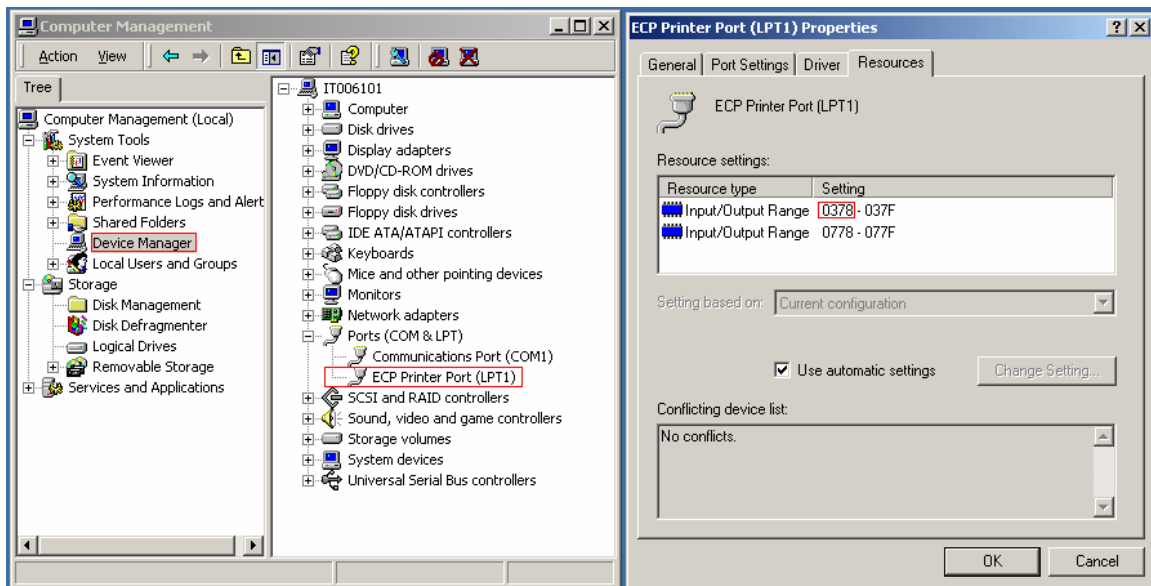 Computer Management
Action View
Tree
Computer Management (Local)
System Tools
Event Viewer
System Information
Performance Logs and Alert
Shared Folders
Device Manager
Local Users and Groups
Storage
Disk Management
Disk Defragmenter
Logical Drives
Removable Storage
Services and Applications
IT006101
Computer
Disk drives
Display adapters
DVD/CD-ROM drives
Floppy disk controllers
Floppy disk drives
IDE ATA/ATAPI controllers
Keyboards
Mice and other pointing devices
Monitors
Network adapters
Ports (COM & LPT)
Communications Port (COM1)
ECP Printer Port (LPT1)
SCSI and RAID controllers
Sound, video and game controllers
Storage volumes
System devices
Universal Serial Bus controllers
ECP Printer Port (LPT1) Properties
General Port Settings Driver Resources
ECP Printer Port (LPT1)
Resource settings:
Resource type Setting
Input/Output Range 0378 - 037F
Input/Output Range 0778 - 077F
Setting based on: Current configuration
Use automatic settings Change Setting...
Conflicting device list:
No conflicts.
OK Cancel